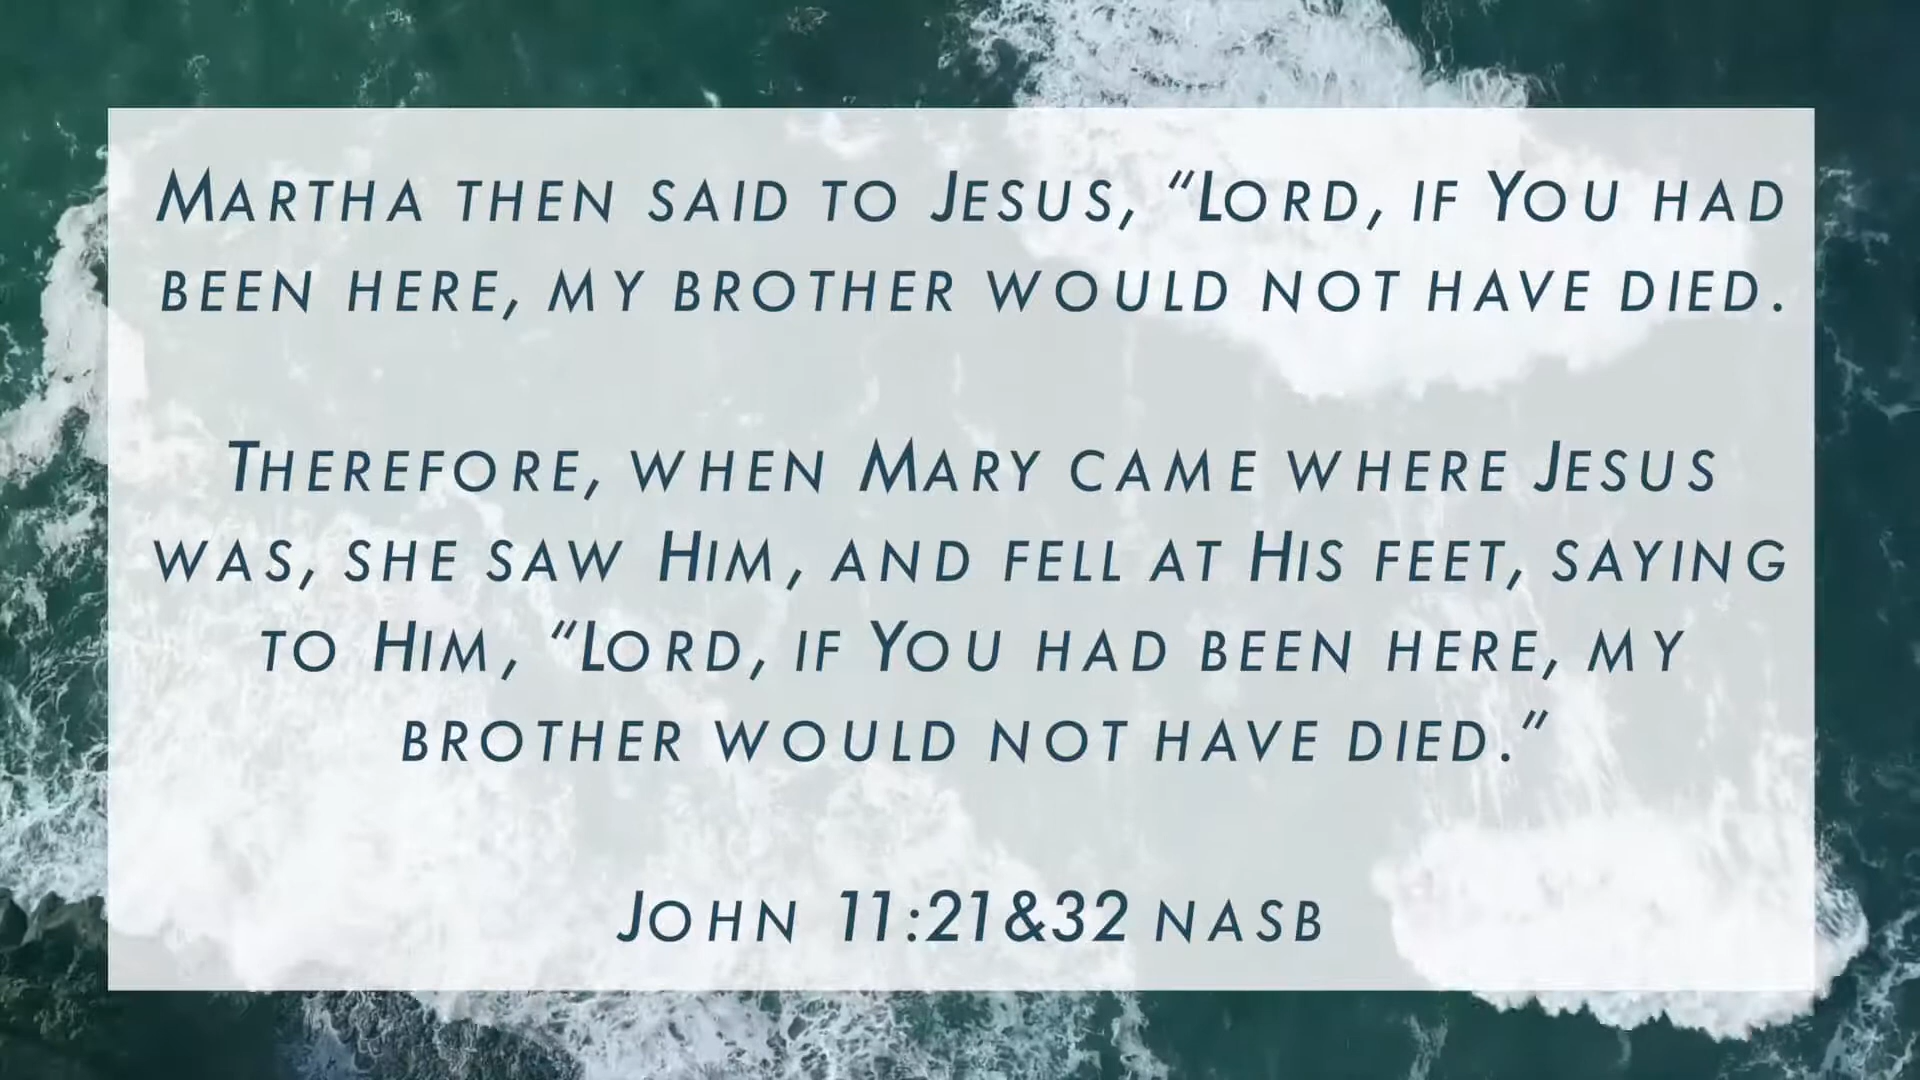 Martha then said to Jesus, “Lord, if You had
been here, my brother would not have died.
Therefore, when Mary came where Jesus
was, she saw Him, and fell at His feet, saying
to Him, “Lord, if You had been here, my
brother would not have died.”
John 11:21&32 nasb